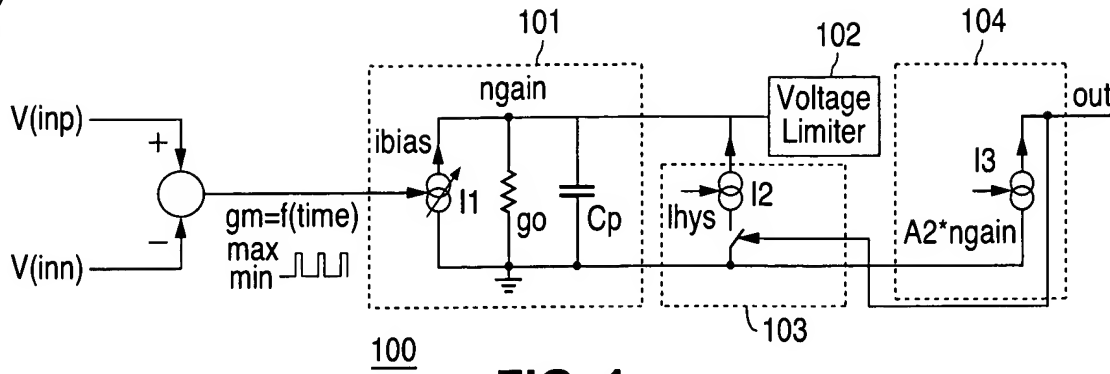 101
102
104
ngain
Voltage
Limiter
out
V(inp)
+
ibias
I1
I2
I3
gm=f(time)
go
Cp
Ihys
A2*ngain
−
max
min
V(inn)
103
100